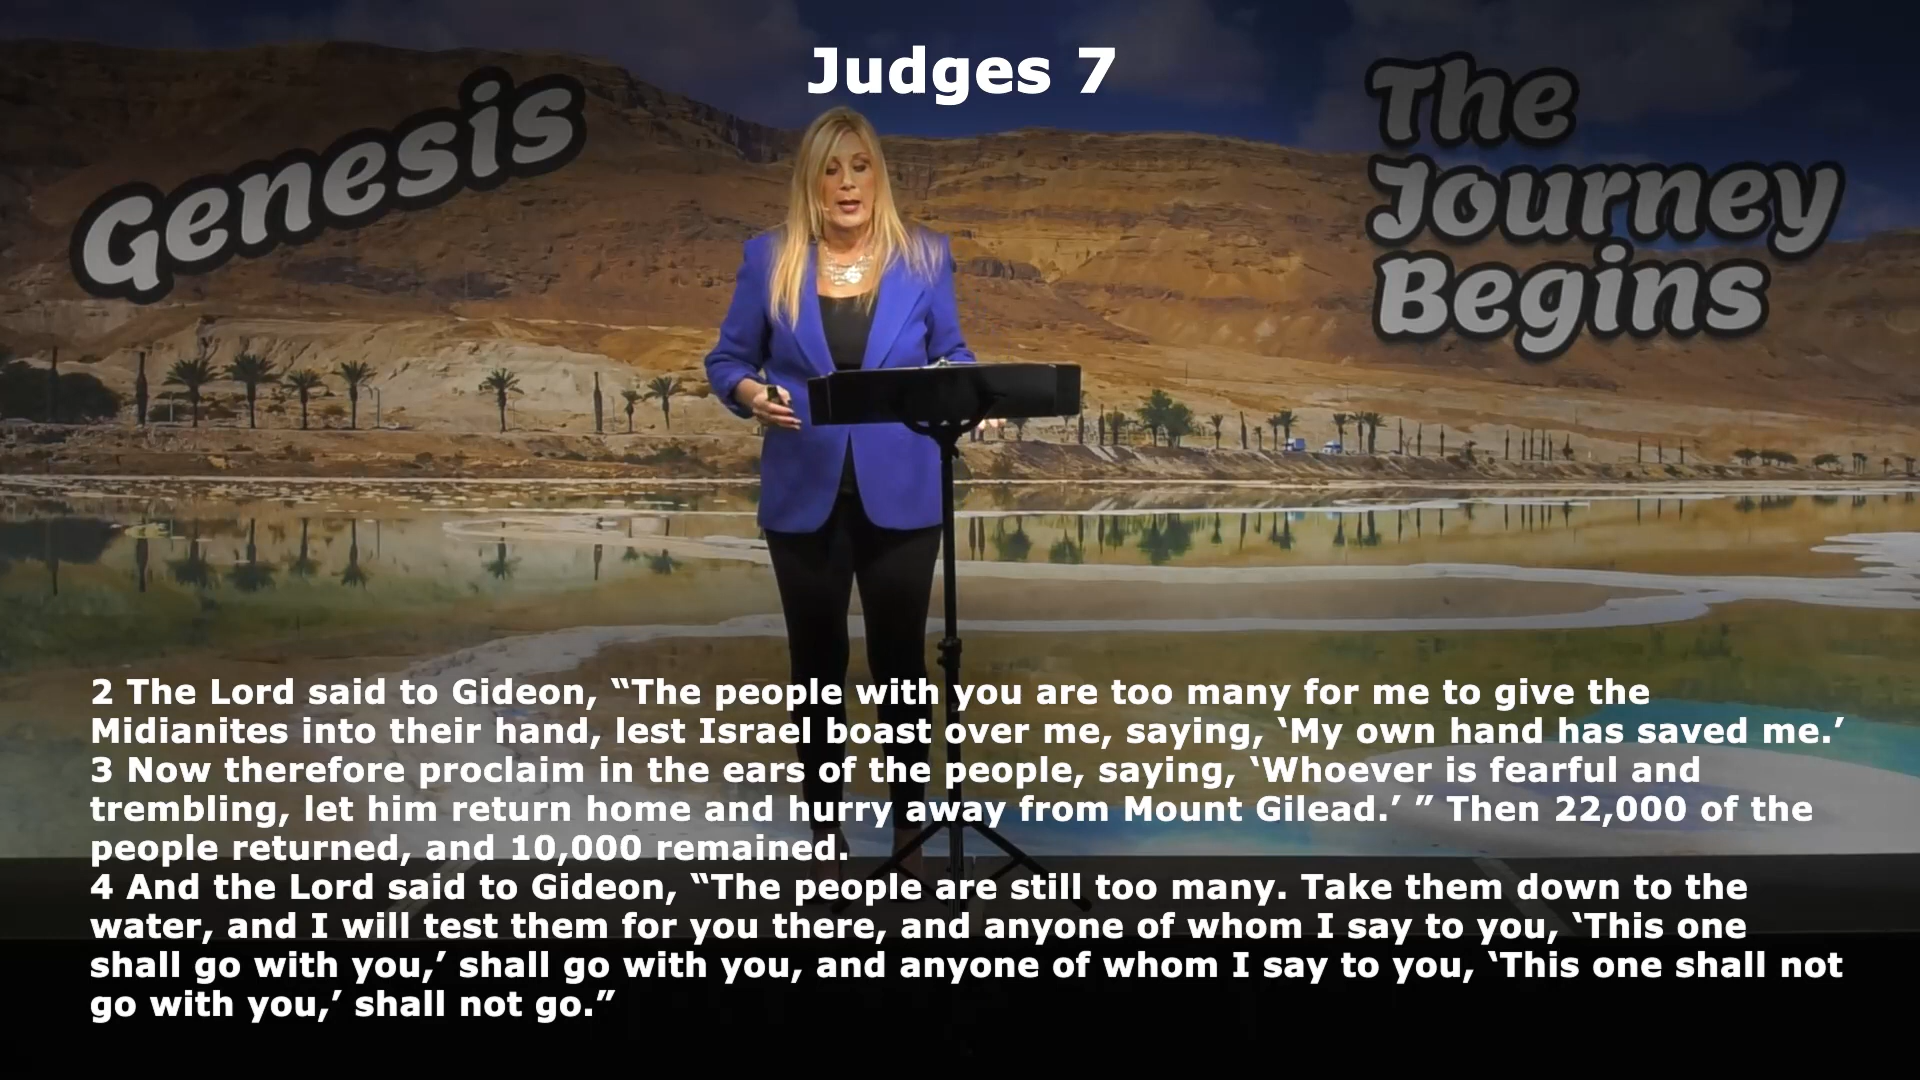 Judges 7
Genesis
The
Journey
Begins
2 The Lord said to Gideon, “The people with you are too many for me to give the
Midianites into their hand, lest Israel boast over me, saying, ‘My own hand has saved me.’
3 Now therefore proclaim in the ears of the people, saying, ‘Whoever is fearful and
trembling, let him return home and hurry away from Mount Gilead.’ ” Then 22,000 of the
people returned, and 10,000 remained.
4 And the Lord said to Gideon, “The people are still too many. Take them down to the
water, and I will test them for you there, and anyone of whom I say to you, ‘This one
shall go with you,’ shall go with you, and anyone of whom I say to you, ‘This one shall not
go with you,’ shall not go.”